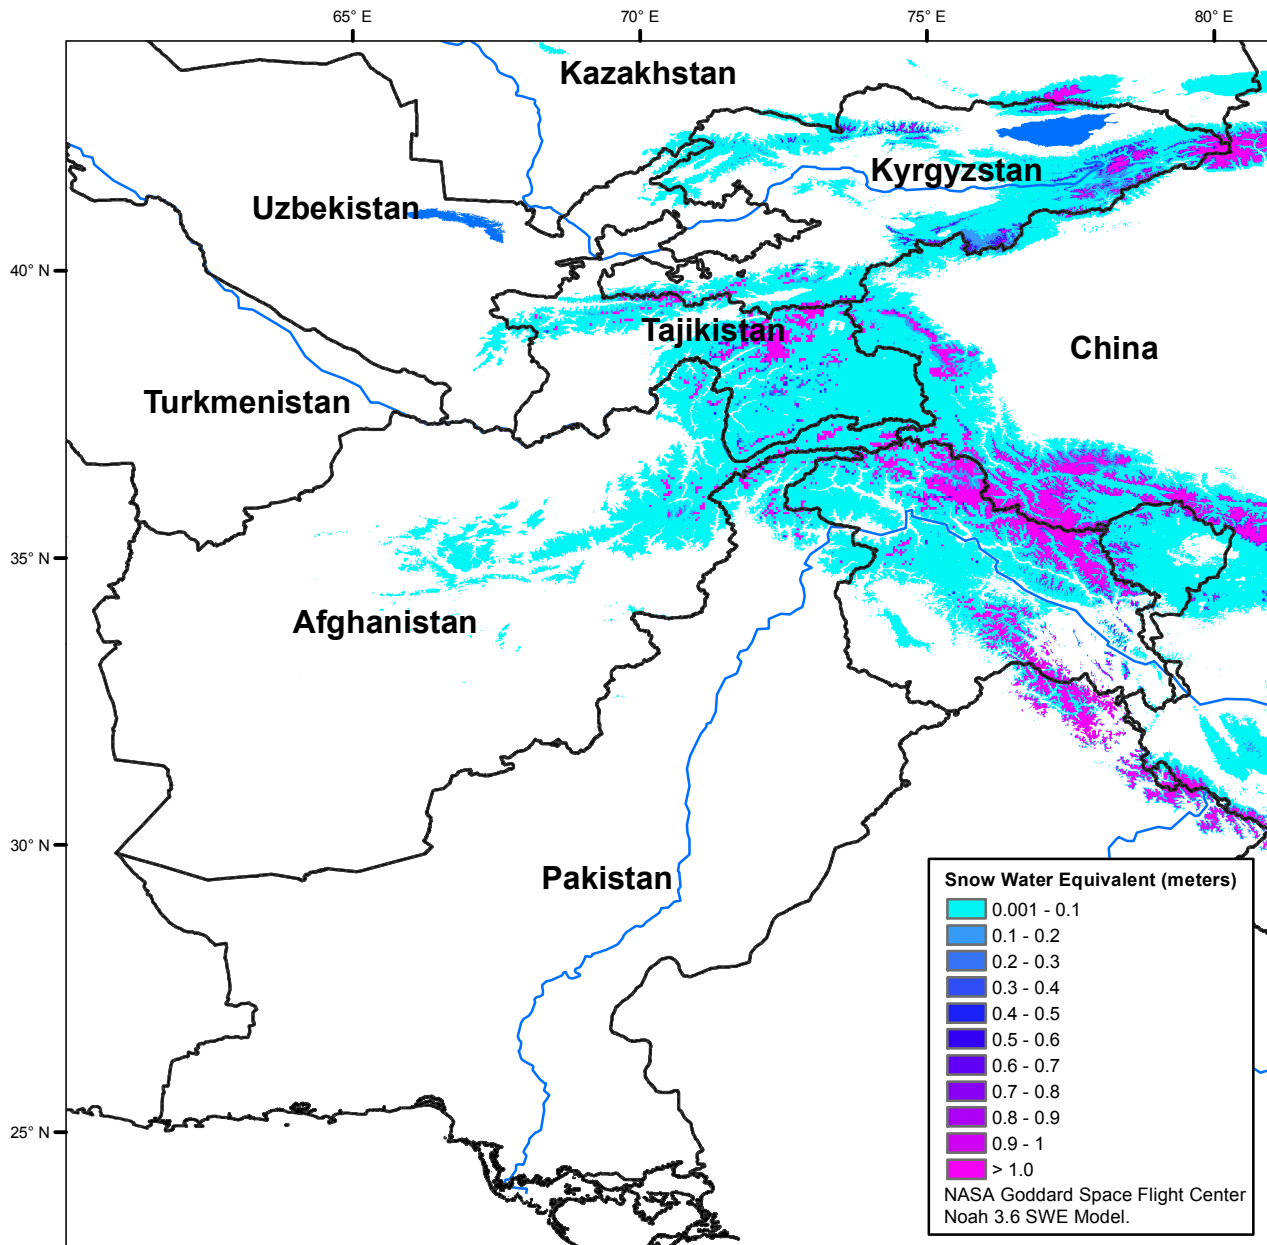 65° E
70° E
75° E
80° E
Kazakhstan
Kyrgyzstan
Uzbekistan
40° N
Tajikistan
China
Turkmenistan
35° N
Afghanistan
30° N
Pakistan
25° N
Snow Water Equivalent (meters)
0.001 - 0.1
0.1 - 0.2
0.2 - 0.3
0.3 - 0.4
0.4 - 0.5
0.5 - 0.6
0.6 - 0.7
0.7 - 0.8
0.8 - 0.9
0.9 - 1
> 1.0
NASA Goddard Space Flight Center
Noah 3.6 SWE Model.